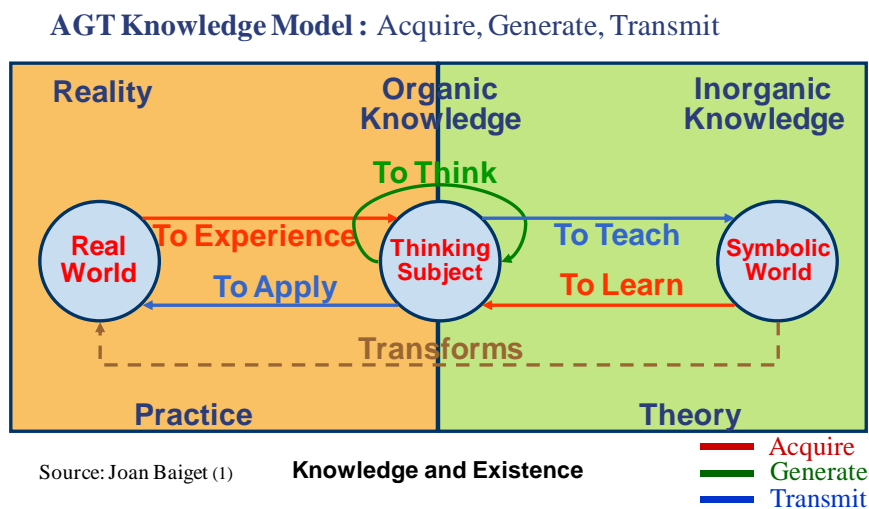 AGT Knowledge Model : Acquire, Generate, Transmit
Reality
Organic
Knowledge
Inorganic
Knowledge
To Think
Real
World
To Experience
Thinking
Subject
To Teach
Symbolic
World
To Apply
To Learn
Transforms
Practice
Theory
Source: Joan Baiget (1)
Knowledge and Existence
Acquire
Generate
Transmit